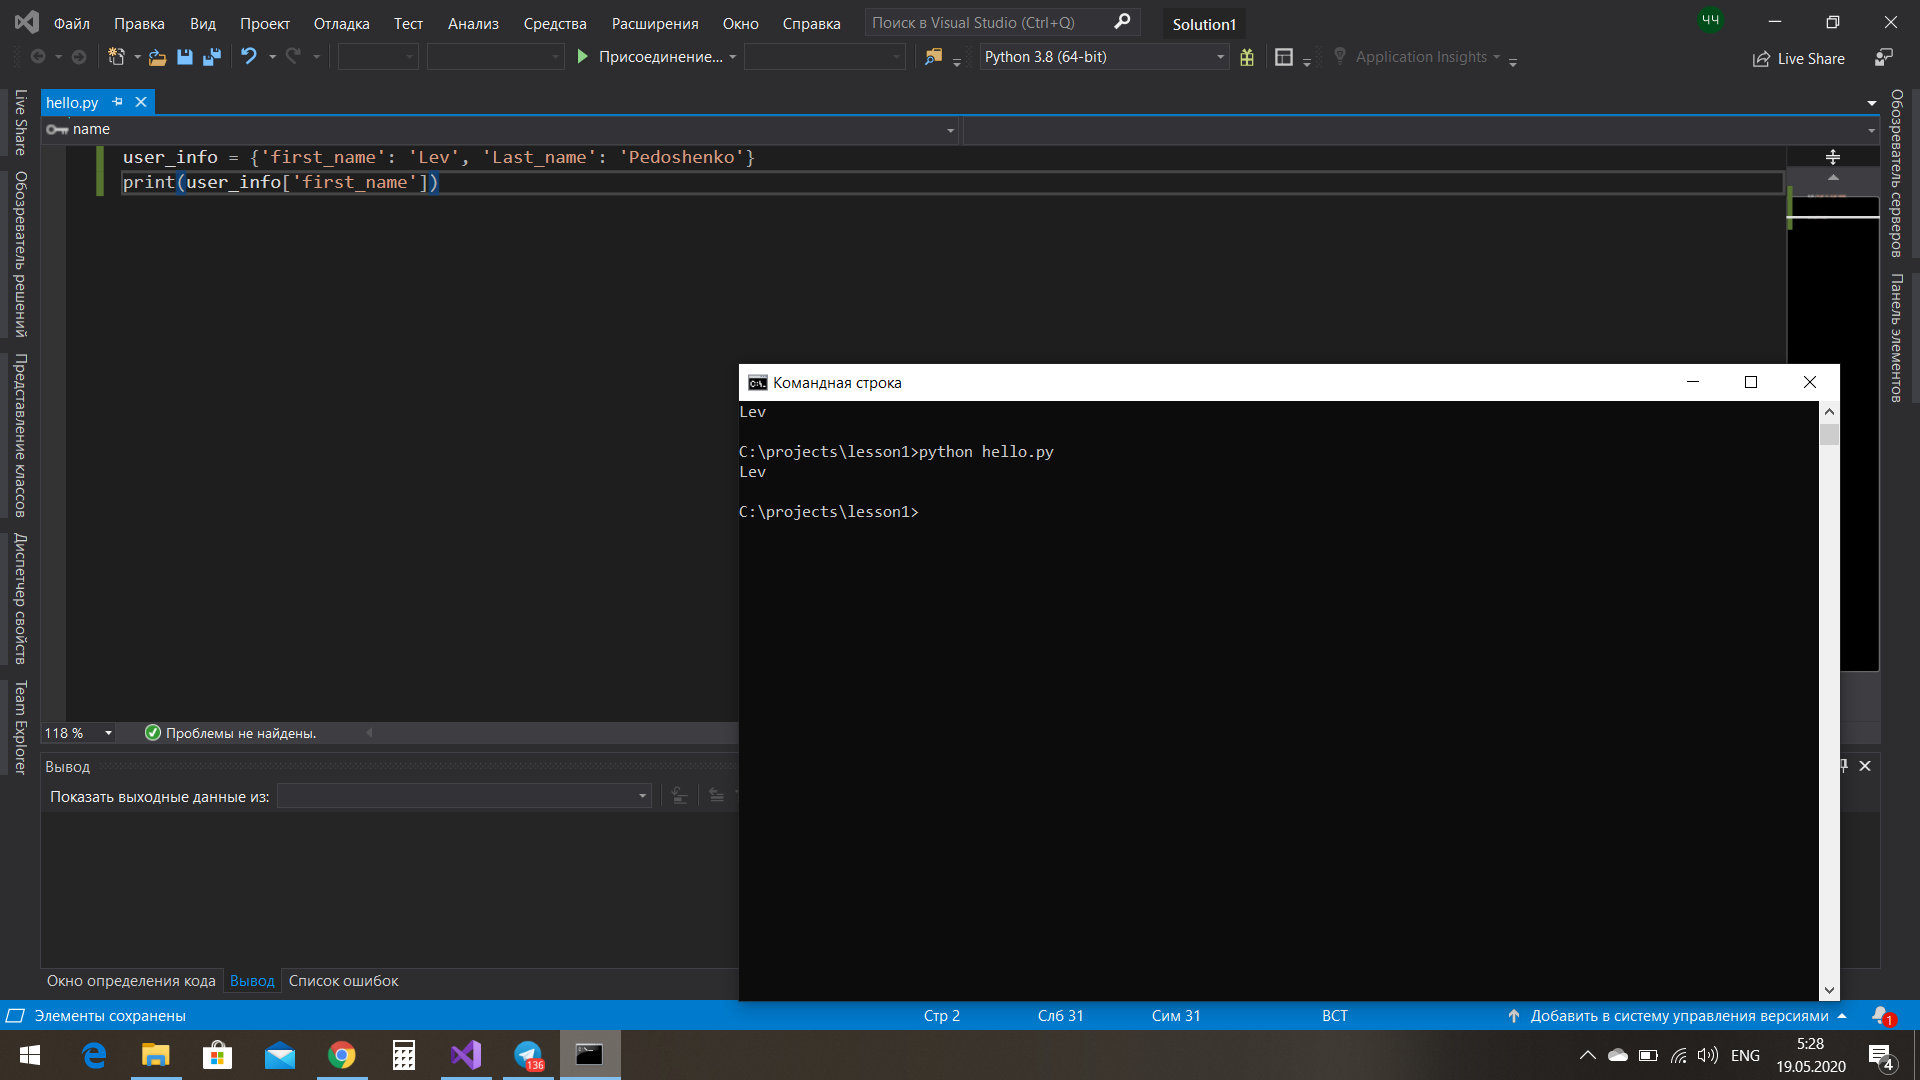 Файл Правка Вид Проект Отладка Тест Анализ Средства Расширения Окно Справка Поиск в Visual Studio (Ctrl+Q) Solution1 ЧЧ
Присоединение... Python 3.8 (64-bit) Application Insights Live Share
hello.py
name
user_info = {'first_name': 'Lev', 'Last_name': 'Pedoshenko'}
print(user_info['first_name'])
Live Share
Обозреватель решений
Представление классов
Диспетчер свойств
Team Explorer
Обозреватель серверов
Панель элементов
Командная строка
Lev
C:\projects\lesson1>python hello.py
Lev
C:\projects\lesson1>
118 % Проблемы не найдены.
Вывод
Показать выходные данные из:
Окно определения кода Вывод Список ошибок
Элементы сохранены Стр 2 Слб 31 Сим 31 ВСТ Добавить в систему управления версиями 1
136 ENG 5:28
19.05.2020 4